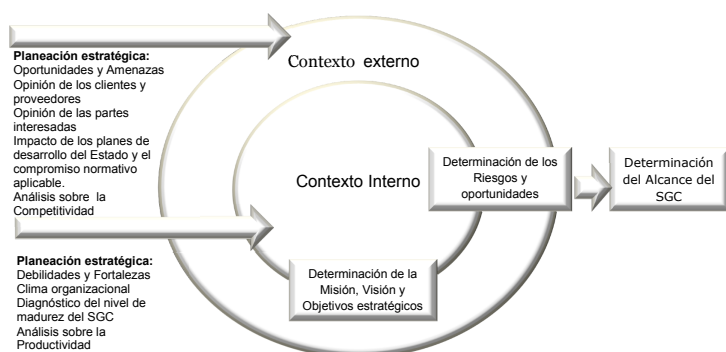 Planeación estratégica:
Oportunidades y Amenazas
Opinión de los clientes y
proveedores
Opinión de las partes
interesadas
Impacto de los planes de
desarrollo del Estado y el
compromiso normativo
aplicable.
Análisis sobre la
Competitividad
Contexto externo
Contexto Interno
Determinación de los
Riesgos y
oportunidades
Determinación
del Alcance del
SGC
Planeación estratégica:
Debilidades y Fortalezas
Clima organizacional
Diagnóstico del nivel de
madurez del SGC
Análisis sobre la
Productividad
Determinación de la
Misión, Visión y
Objetivos estratégicos